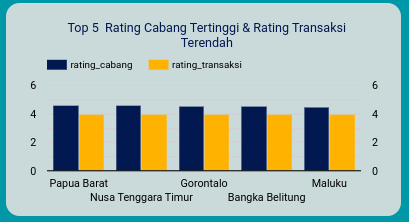 Top 5 Rating Cabang Tertinggi & Rating Transaksi
Terendah
rating_cabang rating_transaksi
6 6
4 4
2 2
0 0
Papua Barat Gorontalo Maluku
Nusa Tenggara Timur Bangka Belitung